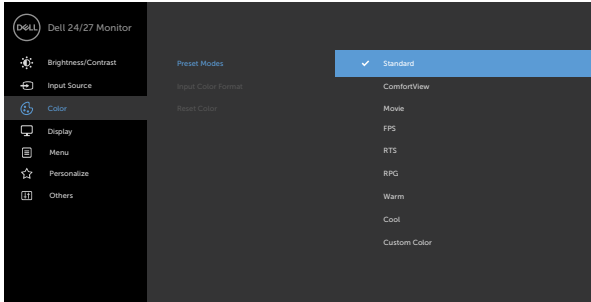 DELL Dell 24/27 Monitor
Brightness/Contrast Preset Modes Standard
Input Source Input Color Format ComfortView
Color Reset Color Movie
Display FPS
Menu RTS
Personalize RPG
Others Warm
Cool
Custom Color